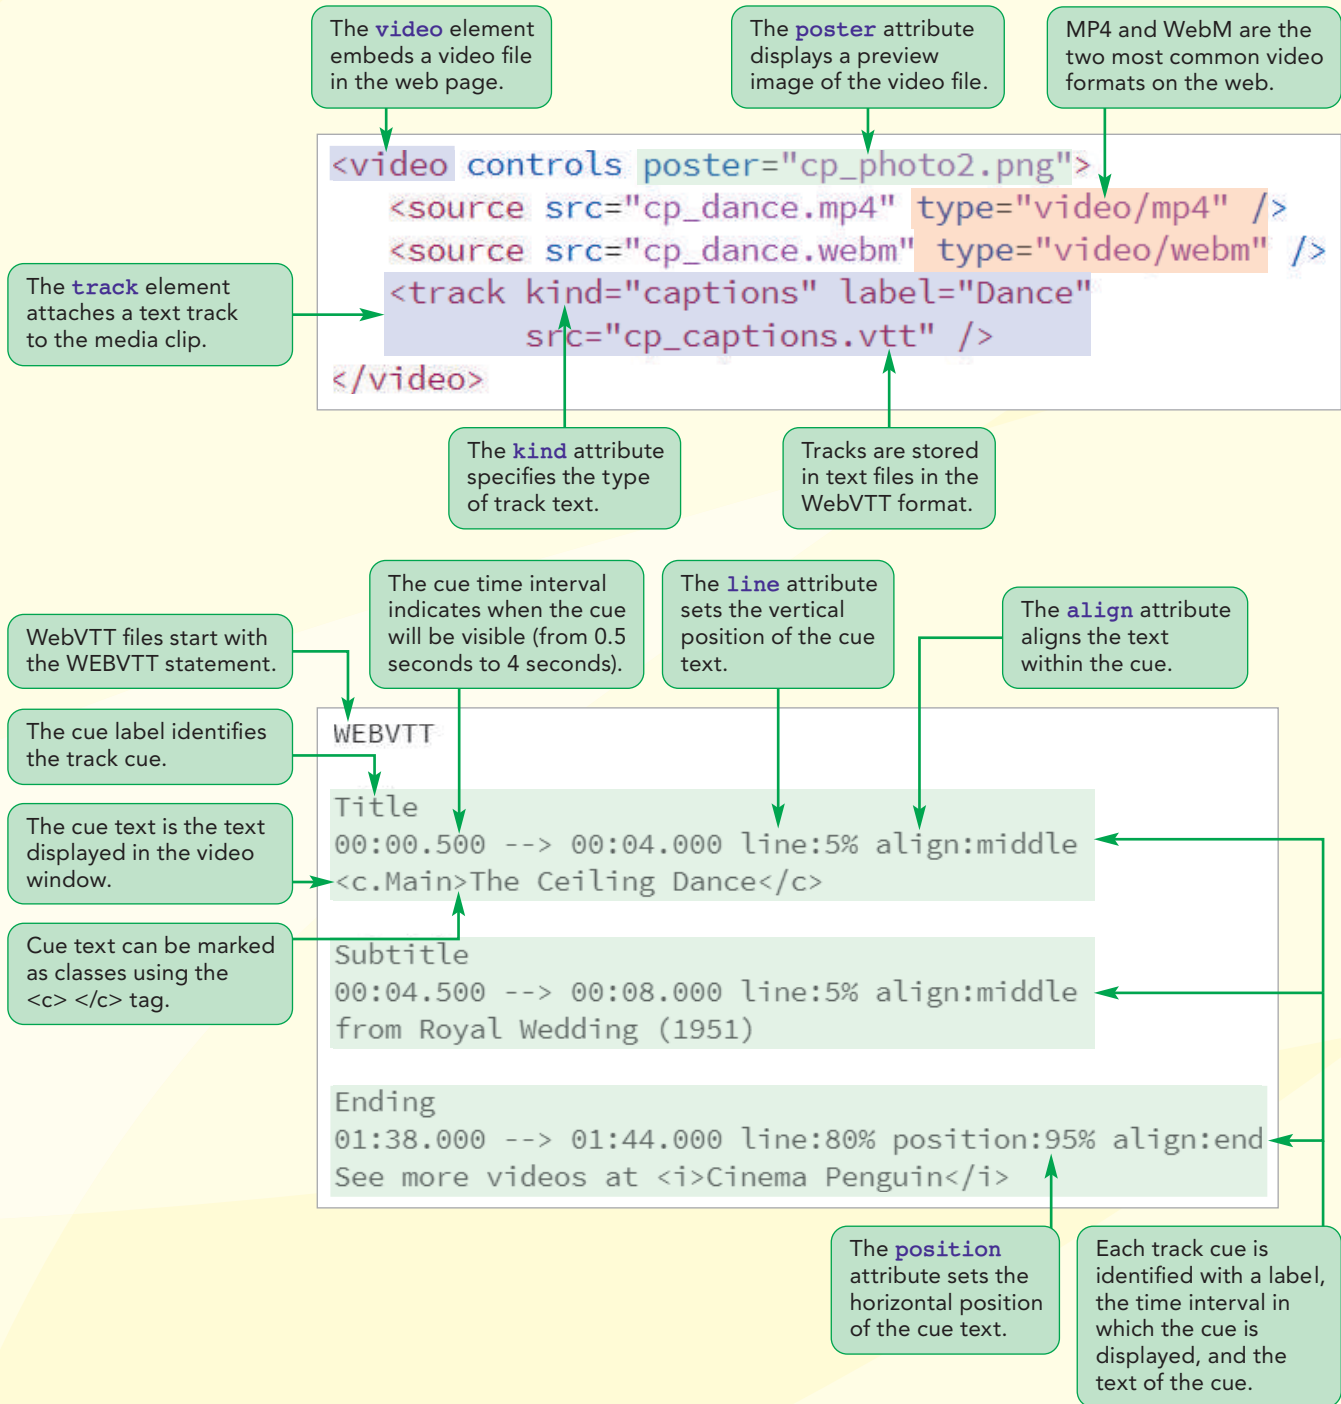 The video element
embeds a video file
in the web page.
The poster attribute
displays a preview
image of the video file.
MP4 and WebM are the
two most common video
formats on the web.
<video controls poster="cp_photo2.png">
<source src="cp_dance.mp4" type="video/mp4" />
<source src="cp_dance.webm" type="video/webm" />
<track kind="captions" label="Dance"
src="cp_captions.vtt" />
</video>
The track element
attaches a text track
to the media clip.
The kind attribute
specifies the type
of track text.
Tracks are stored
in text files in the
WebVTT format.
WebVTT files start with
the WEBVTT statement.
The cue time interval
indicates when the cue
will be visible (from 0.5
seconds to 4 seconds).
The line attribute
sets the vertical
position of the cue
text.
The align attribute
aligns the text
within the cue.
The cue label identifies
the track cue.
The cue text is the text
displayed in the video
window.
Cue text can be marked
as classes using the
<c> </c> tag.
WEBVTT
Title
00:00.500 --> 00:04.000 line:5% align:middle
<c.Main>The Ceiling Dance</c>
Subtitle
00:04.500 --> 00:08.000 line:5% align:middle
from Royal Wedding (1951)
Ending
01:38.000 --> 01:44.000 line:80% position:95% align:end
See more videos at <i>Cinema Penguin</i>
The position
attribute sets the
horizontal position
of the cue text.
Each track cue is
identified with a label,
the time interval in
which the cue is
displayed, and the
text of the cue.